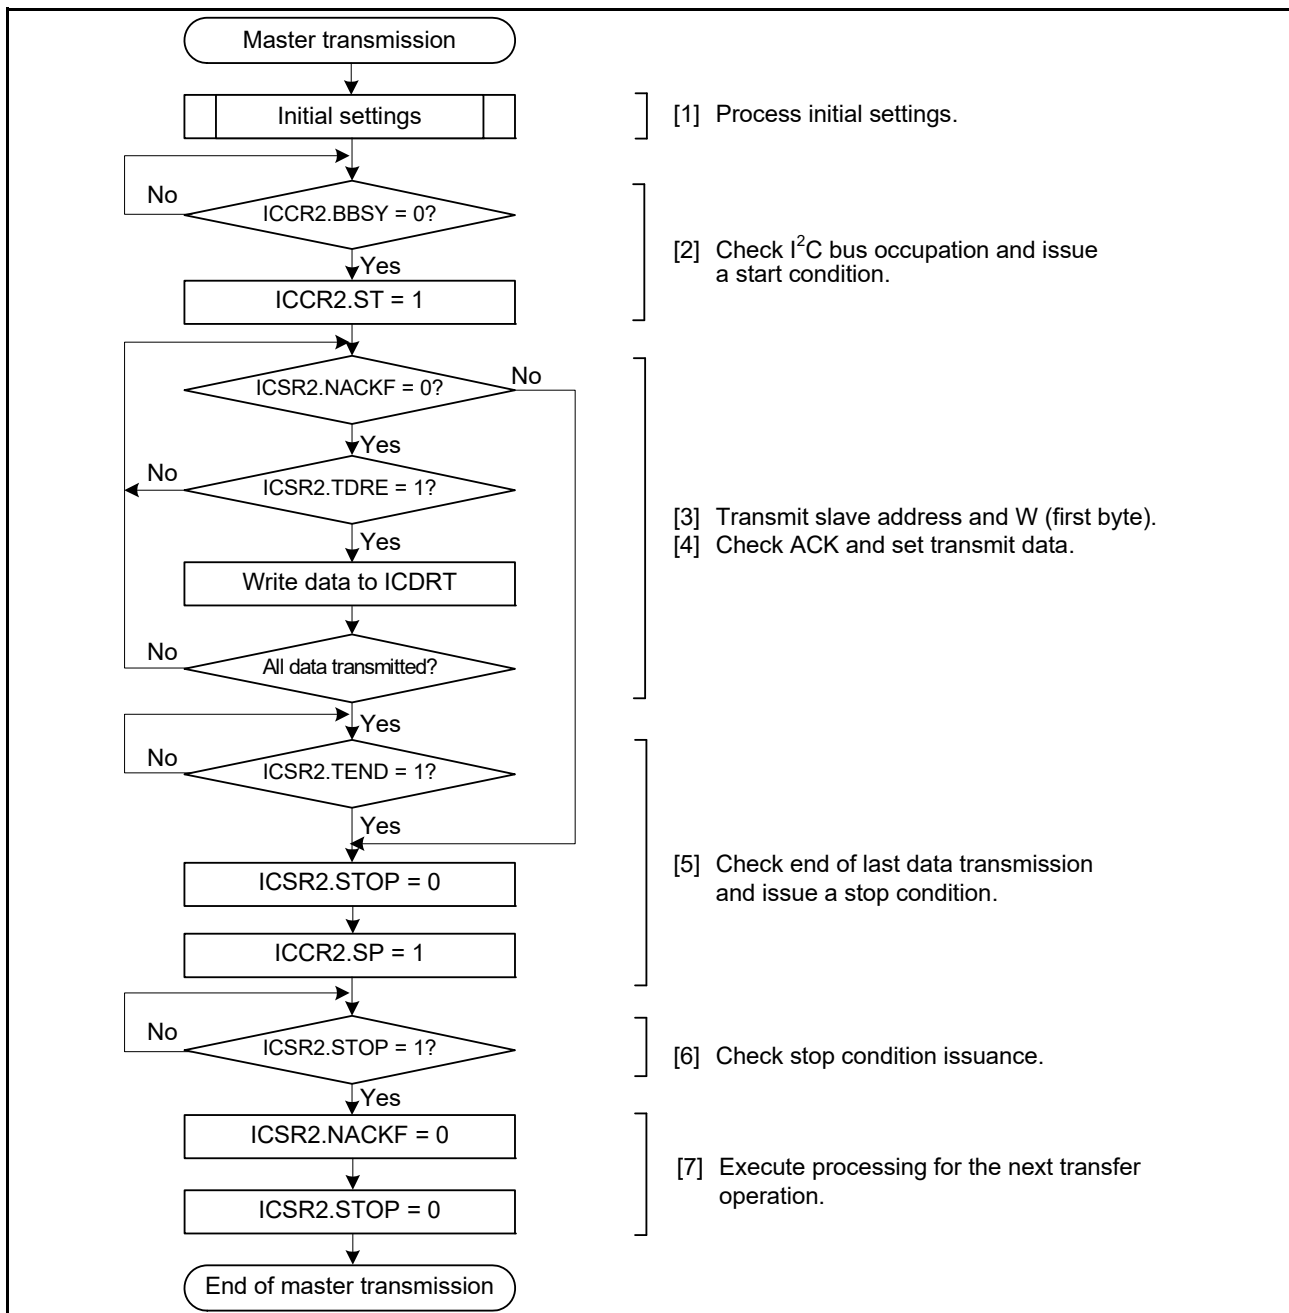 Master transmission
Initial settings
[1] Process initial settings.
No
ICCR2.BBSY = 0?
Yes
[2] Check I²C bus occupation and issue
a start condition.
ICCR2.ST = 1
ICSR2.NACKF = 0?
No
Yes
No
ICSR2.TDRE = 1?
Yes
[3] Transmit slave address and W (first byte).
[4] Check ACK and set transmit data.
Write data to ICDRT
No
All data transmitted?
Yes
No
ICSR2.TEND = 1?
Yes
[5] Check end of last data transmission
and issue a stop condition.
ICSR2.STOP = 0
ICCR2.SP = 1
No
ICSR2.STOP = 1?
[6] Check stop condition issuance.
Yes
ICSR2.NACKF = 0
[7] Execute processing for the next transfer
operation.
ICSR2.STOP = 0
End of master transmission